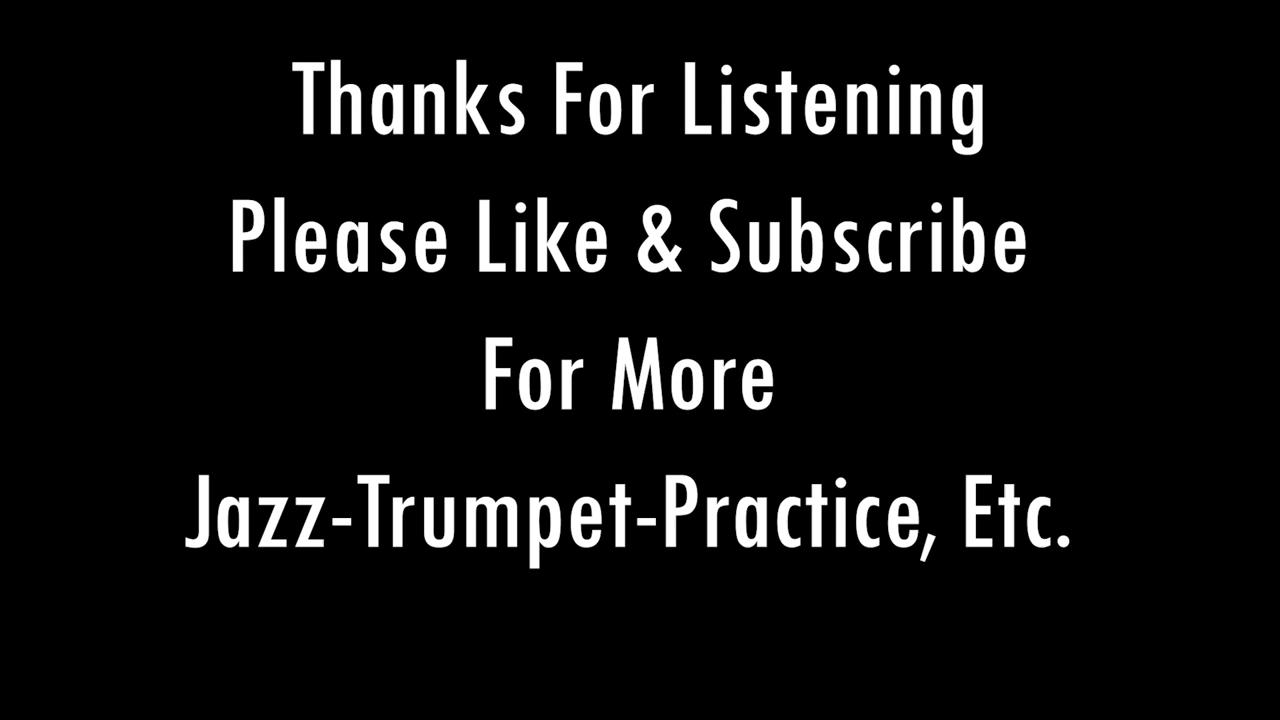 Thanks For Listening
Please Like & Subscribe
For More
Jazz-Trumpet-Practice, Etc.